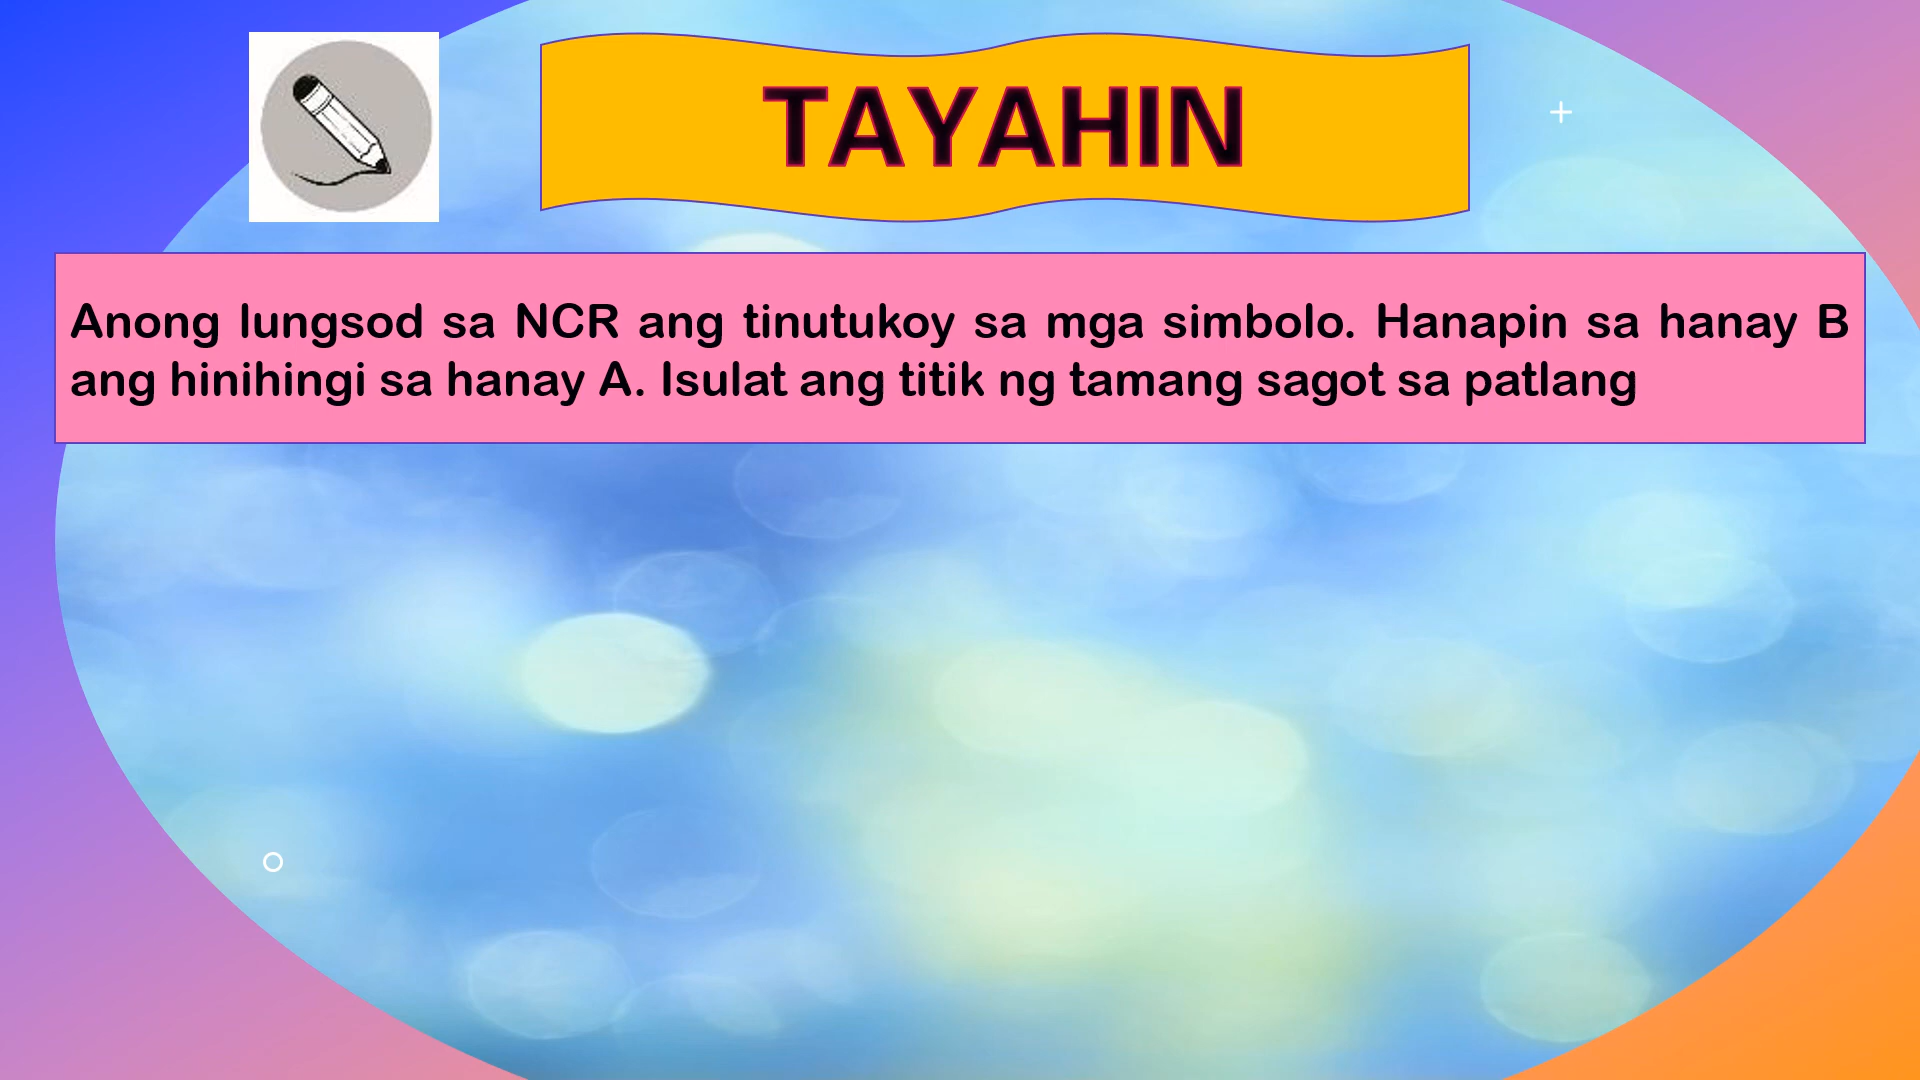 TAYAHIN
Anong lungsod sa NCR ang tinutukoy sa mga simbolo. Hanapin sa hanay B
ang hinihingi sa hanay A. Isulat ang titik ng tamang sagot sa patlang